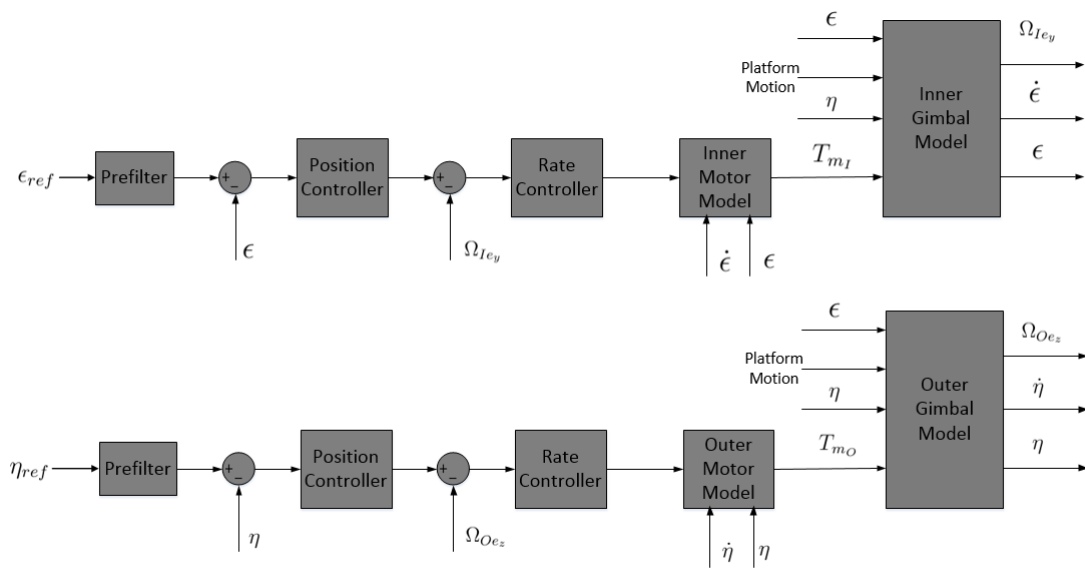 ϵ
Ω_{Ie_y}
Platform
Motion
η
Inner
Gimbal
Model
ϵ̇
ϵ_{ref}
Prefilter
+
−
Position
Controller
+
−
Rate
Controller
Inner
Motor
Model
T_{m_I}
ϵ
ϵ
Ω_{Ie_y}
ϵ̇
ϵ
ϵ
Ω_{Oe_z}
Platform
Motion
η
Outer
Gimbal
Model
η̇
η_{ref}
Prefilter
+
−
Position
Controller
+
−
Rate
Controller
Outer
Motor
Model
T_{m_O}
η
η
Ω_{Oe_z}
η̇
η